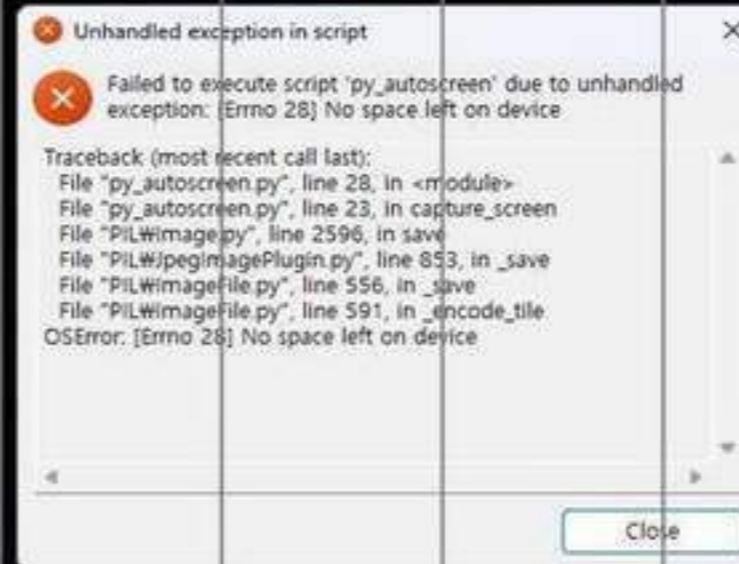 Unhandled exception in script
Failed to execute script 'py_autoscreen' due to unhandled
exception: [Errno 28] No space left on device
Traceback (most recent call last):
File "py_autoscreen.py", line 28, in <module>
File "py_autoscreen.py", line 23, in capture_screen
File "PIL₩Image.py", line 2596, in save
File "PIL₩JpegImagePlugin.py", line 853, in _save
File "PIL₩ImageFile.py", line 556, in _save
File "PIL₩ImageFile.py", line 591, in _encode_tile
OSError: [Errno 28] No space left on device
Close